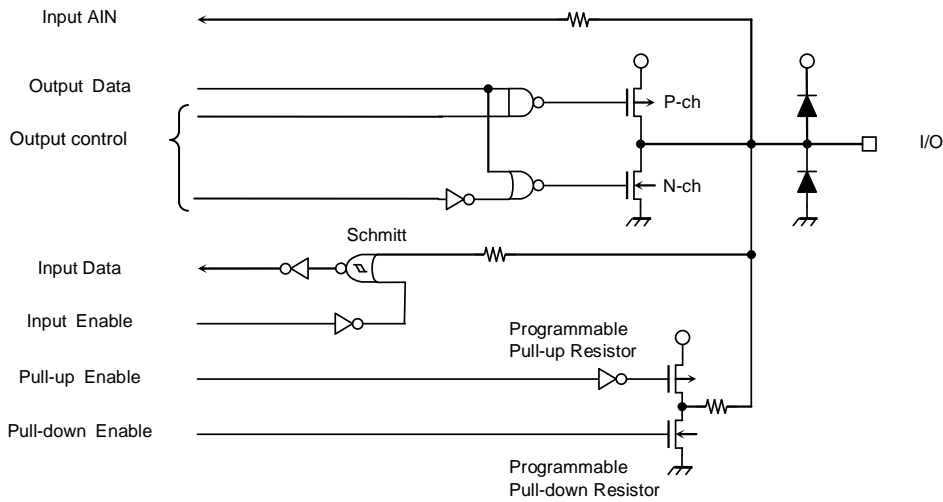 Input AIN
Output Data
P-ch
Output control
I/O
N-ch
Schmitt
Input Data
Input Enable
Programmable
Pull-up Resistor
Pull-up Enable
Pull-down Enable
Programmable
Pull-down Resistor